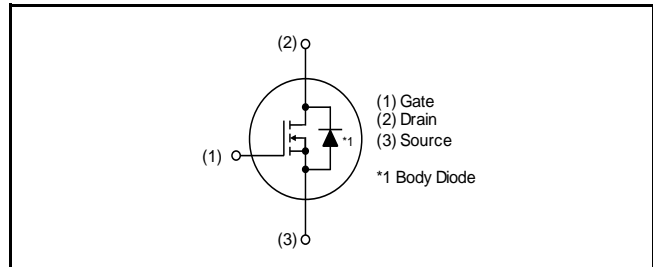 (2)
(1) Gate
(2) Drain
(3) Source
*1
(1)
*1 Body Diode
(3)